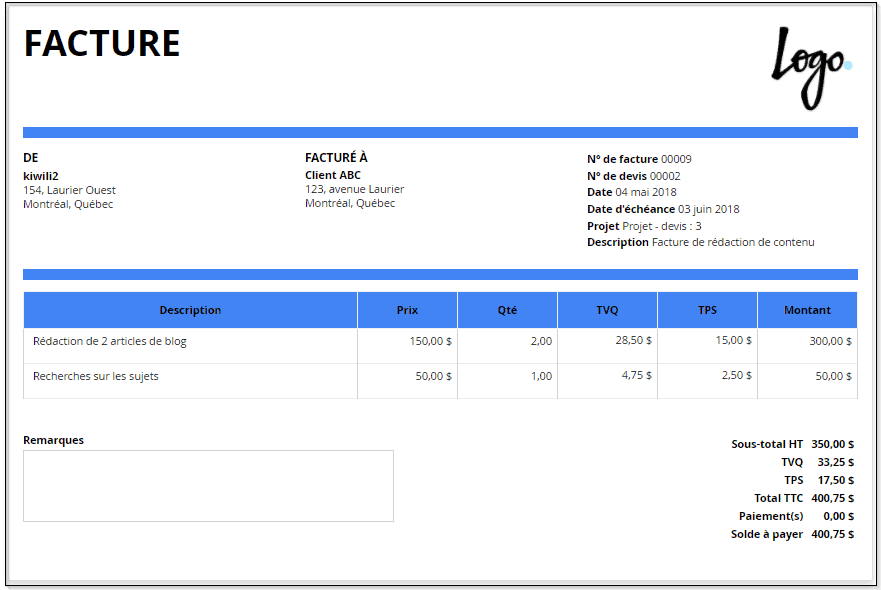 FACTURE
Logo.
DE
kiwili2
154, Laurier Ouest
Montréal, Québec
FACTURÉ À
Client ABC
123, avenue Laurier
Montréal, Québec
N° de facture 00009
N° de devis 00002
Date 04 mai 2018
Date d'échéance 03 juin 2018
Projet Projet - devis : 3
Description Facture de rédaction de contenu
Description Prix Qté TVQ TPS Montant
Rédaction de 2 articles de blog 150,00 $ 2,00 28,50 $ 15,00 $ 300,00 $
Recherches sur les sujets 50,00 $ 1,00 4,75 $ 2,50 $ 50,00 $
Remarques
Sous-total HT 350,00 $
TVQ 33,25 $
TPS 17,50 $
Total TTC 400,75 $
Paiement(s) 0,00 $
Solde à payer 400,75 $